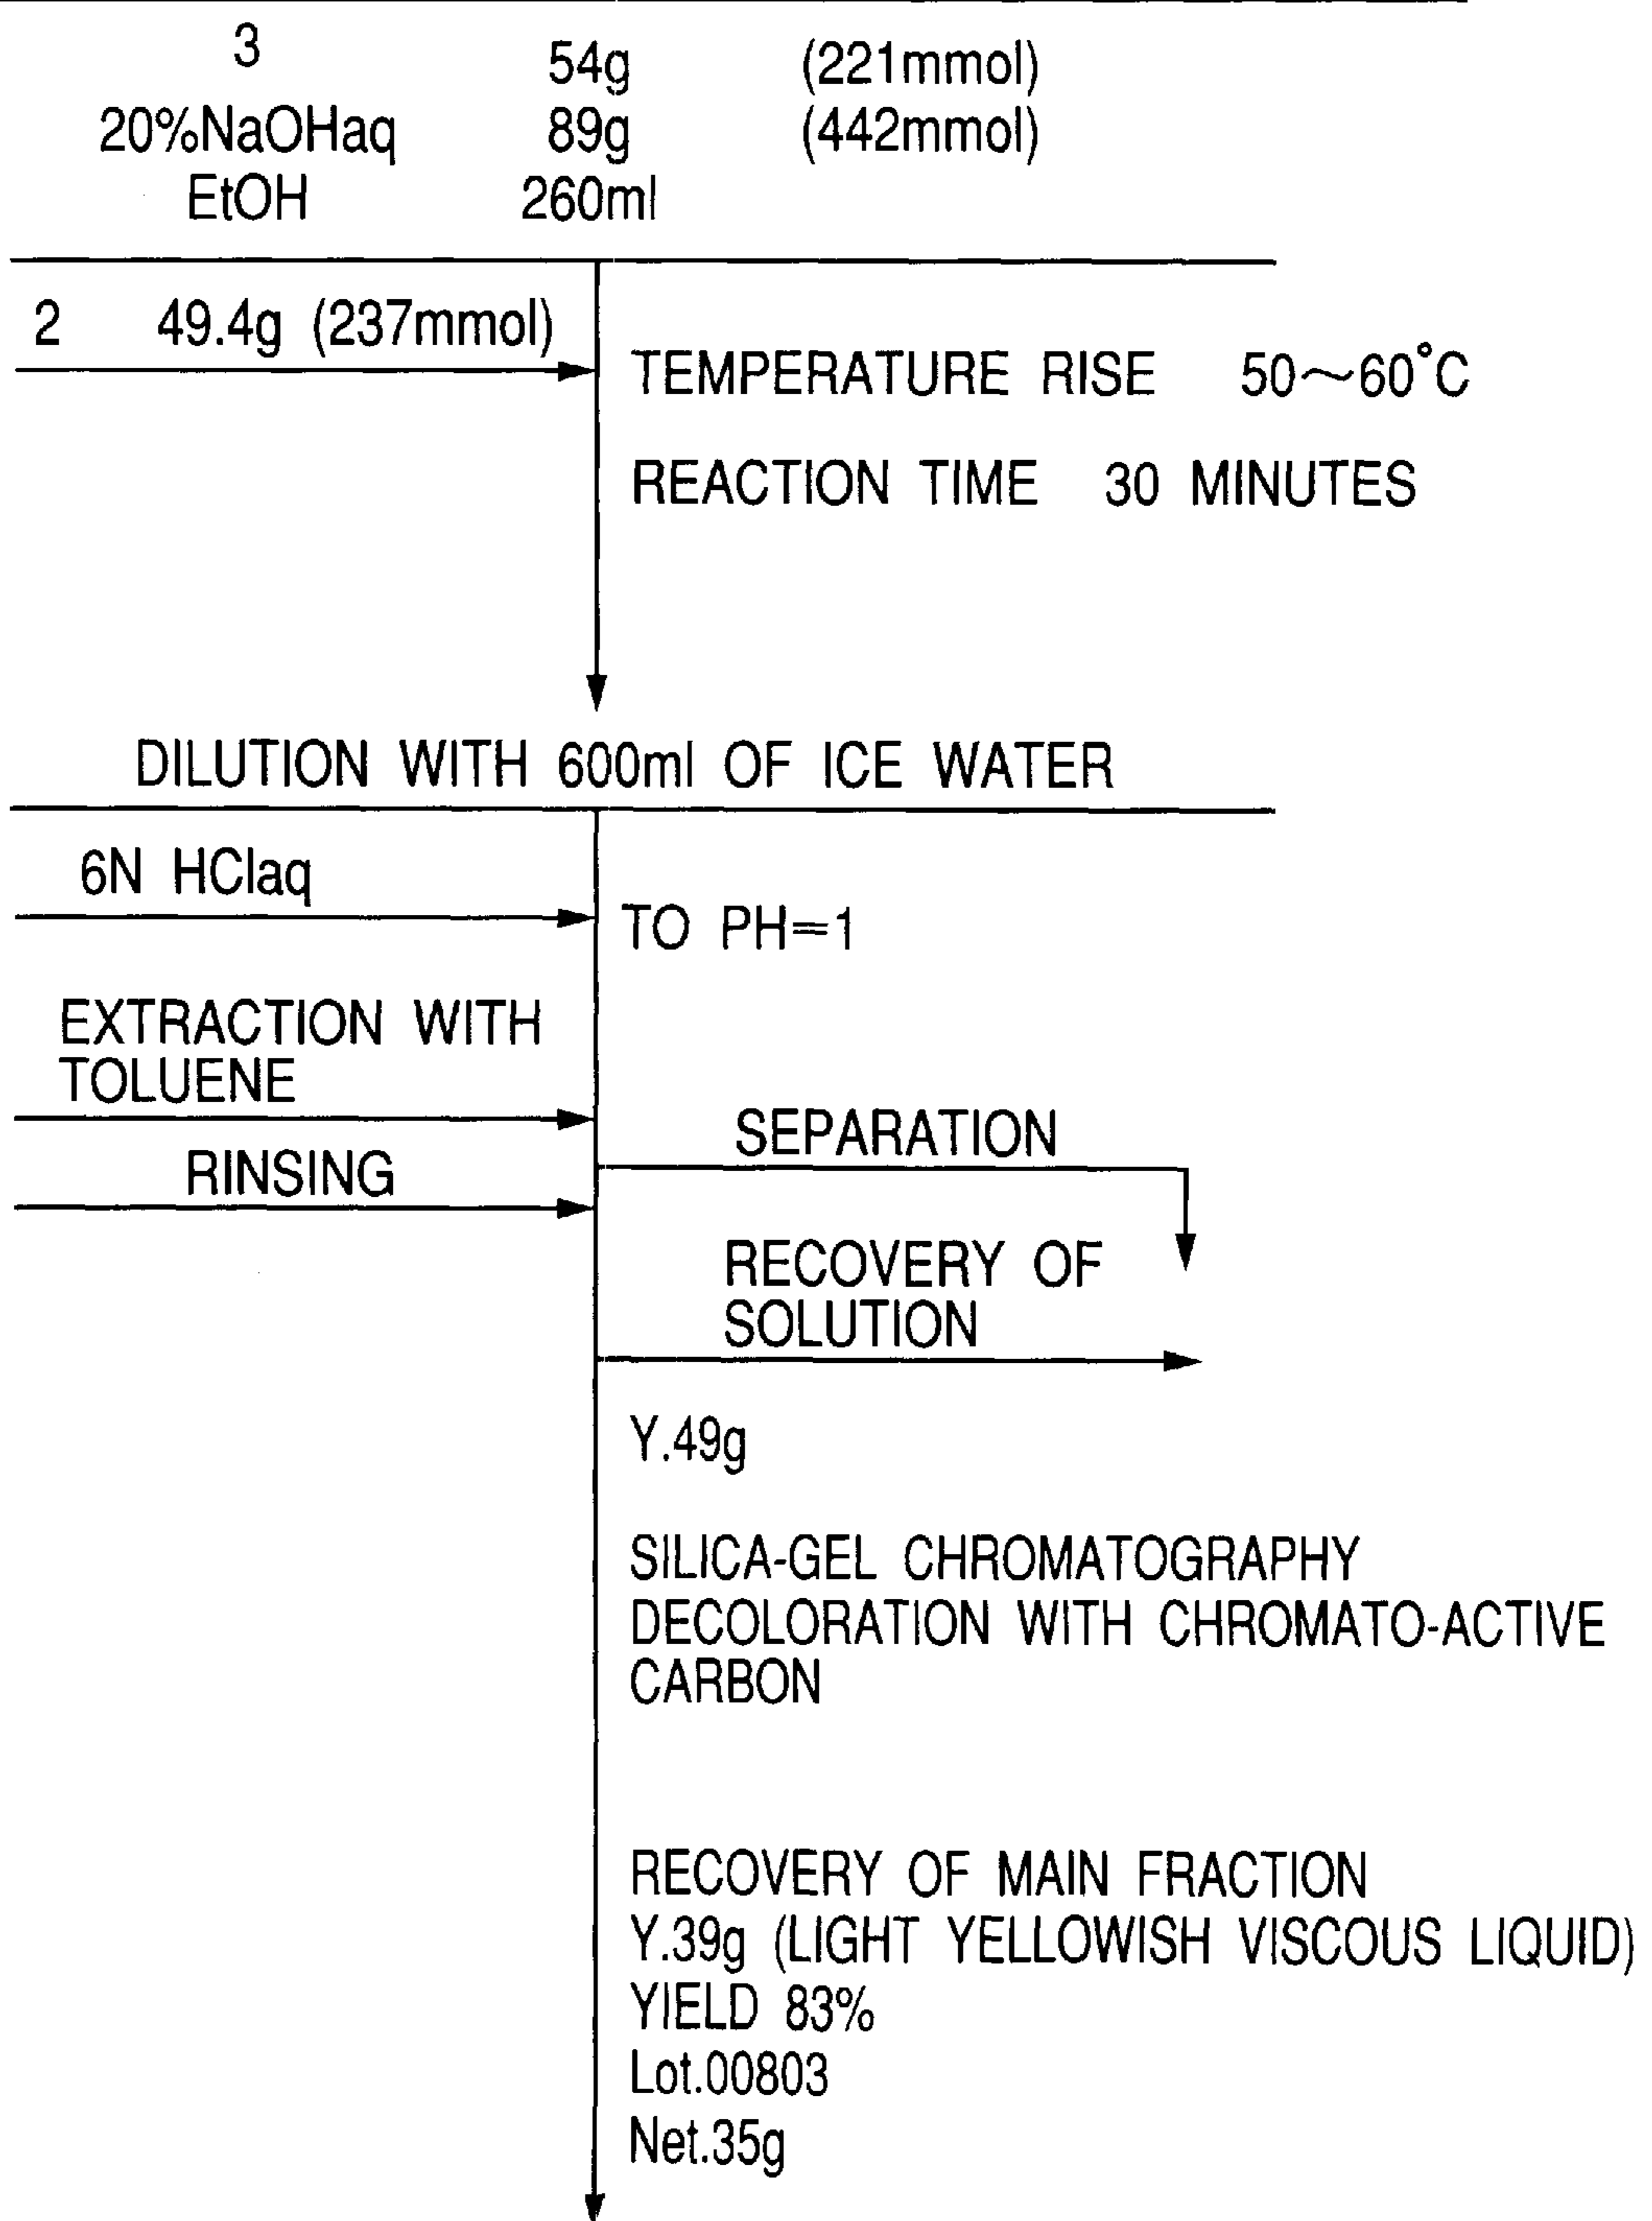 3 54g (221mmol)
20%NaOHaq 89g (442mmol)
EtOH 260ml
2 49.4g (237mmol)
TEMPERATURE RISE 50～60°C
REACTION TIME 30 MINUTES
DILUTION WITH 600ml OF ICE WATER
6N HClaq
TO PH=1
EXTRACTION WITH
TOLUENE
SEPARATION
RINSING
RECOVERY OF
SOLUTION
Y.49g
SILICA-GEL CHROMATOGRAPHY
DECOLORATION WITH CHROMATO-ACTIVE
CARBON
RECOVERY OF MAIN FRACTION
Y.39g (LIGHT YELLOWISH VISCOUS LIQUID)
YIELD 83%
Lot.00803
Net.35g